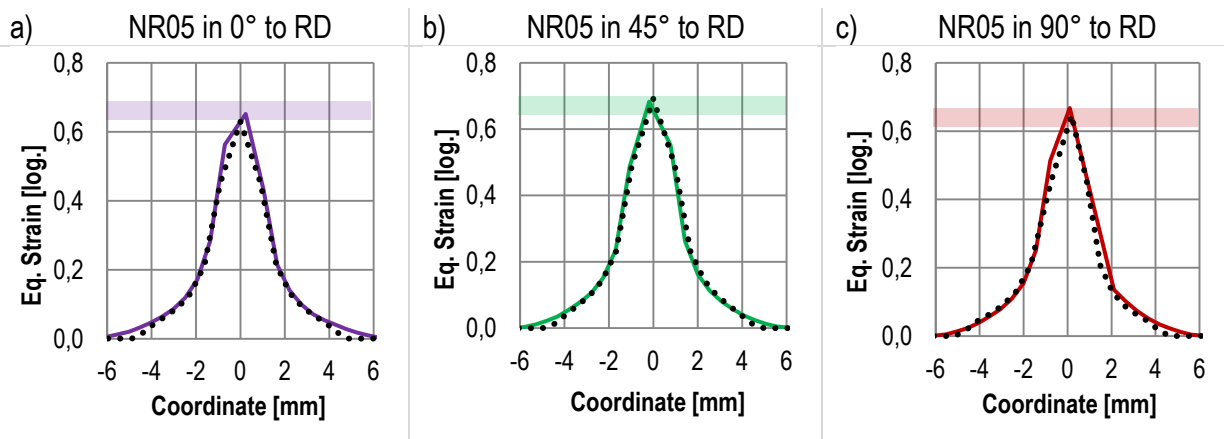 a) NR05 in 0° to RD
0,8
0,6
0,4
0,2
0,0
Eq. Strain [log.]
-6 -4 -2 0 2 4 6
Coordinate [mm]
b) NR05 in 45° to RD
0,8
0,6
0,4
0,2
0,0
Eq. Strain [log.]
-6 -4 -2 0 2 4 6
Coordinate [mm]
c) NR05 in 90° to RD
0,8
0,6
0,4
0,2
0,0
Eq. Strain [log.]
-6 -4 -2 0 2 4 6
Coordinate [mm]